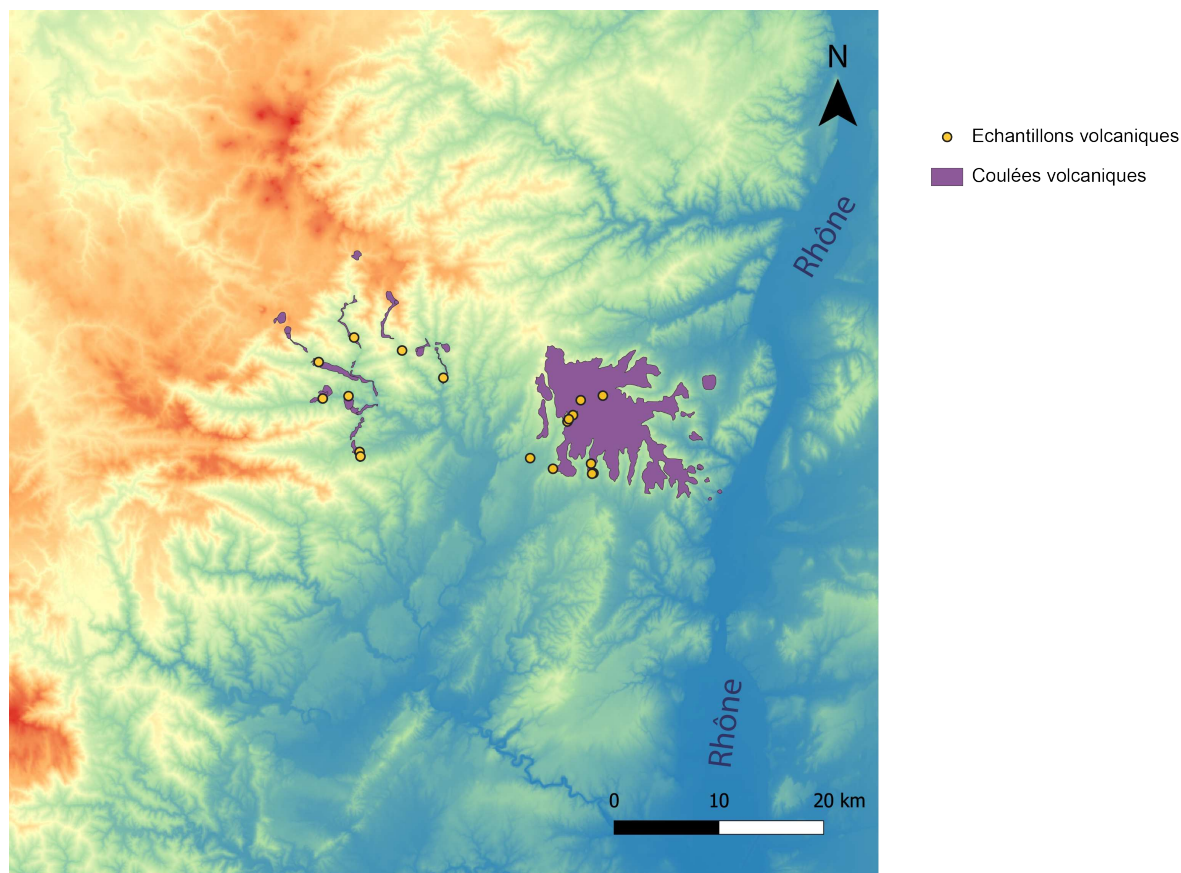 N
Echantillons volcaniques
Coulées volcaniques
Rhône
Rhône
0 10 20 km